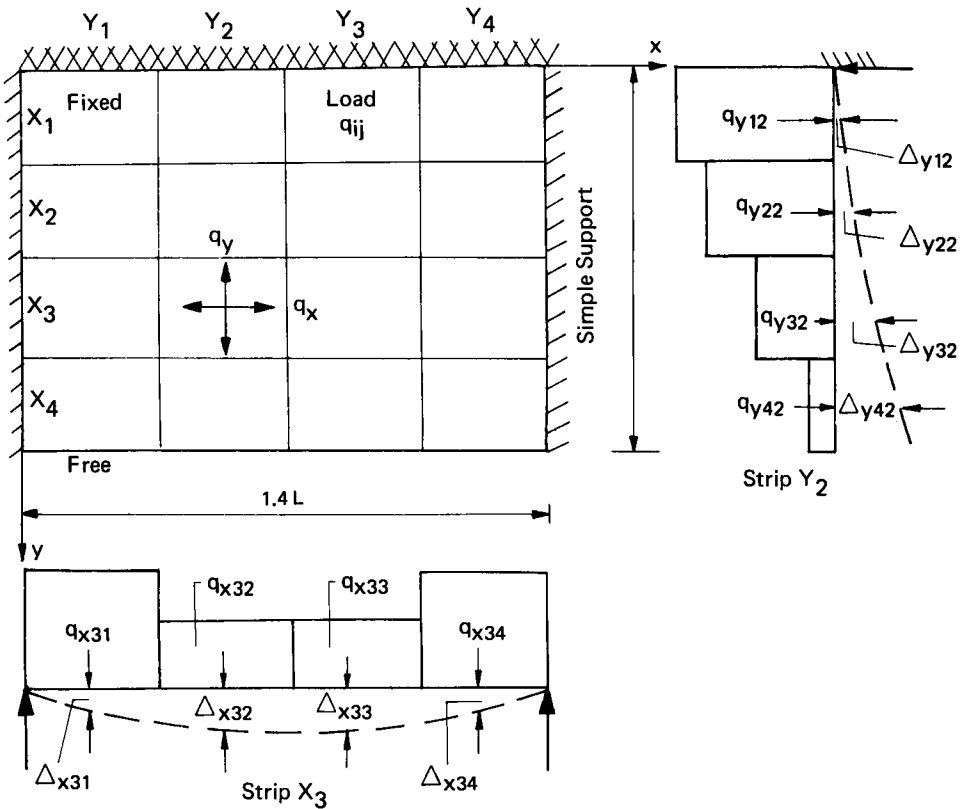 Y1 Y2 Y3 Y4
x
Fixed
Load
qij
X1
X2
X3
X4
qy
qx
Simple Support
Free
1.4 L
y
qy12
Δy12
qy22
Δy22
qy32
Δy32
qy42
Δy42
Strip Y2
qx31
qx32
qx33
qx34
Δx31
Δx32
Δx33
Δx34
Strip X3